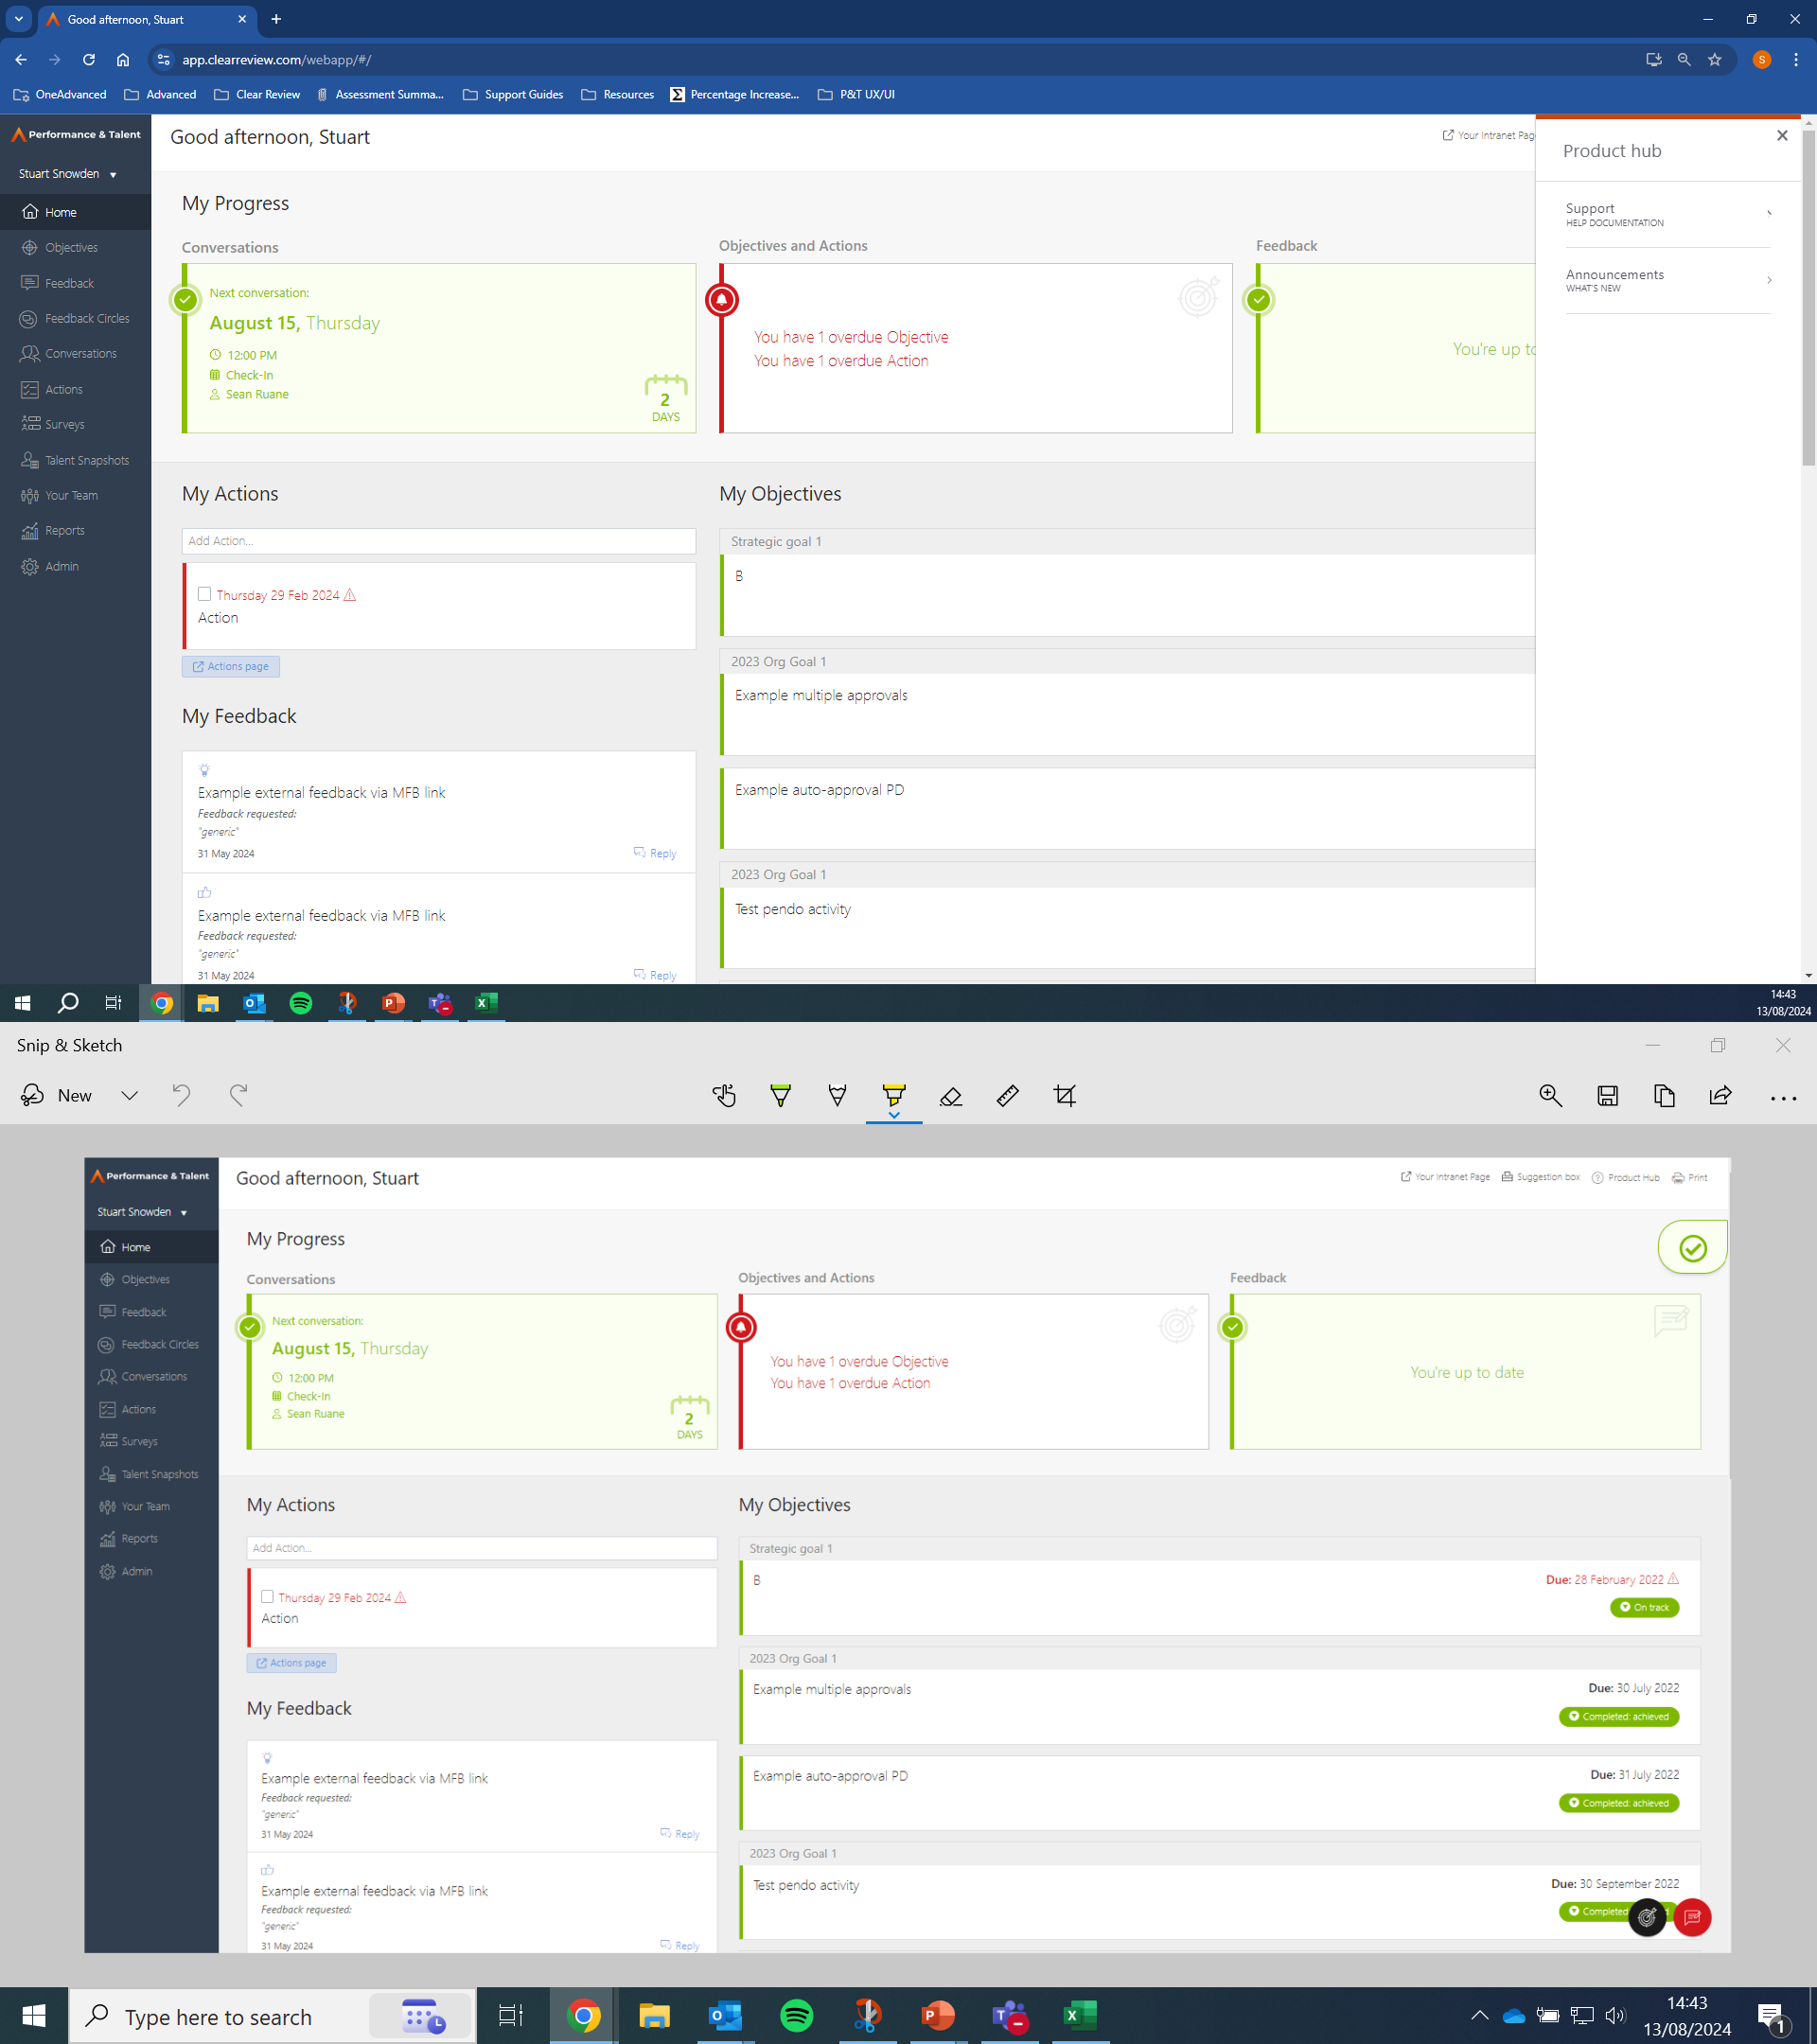 Good afternoon, Stuart
app.clearreview.com/webapp/#/
S
OneAdvanced
Advanced
Clear Review
Assessment Summa...
Support Guides
Resources
Percentage Increase...
P&T UX/UI
Performance & Talent
Stuart Snowden
Home
Objectives
Feedback
Feedback Circles
Conversations
Actions
Surveys
Talent Snapshots
Your Team
Reports
Admin
Good afternoon, Stuart
Your Intranet Pag
My Progress
Conversations
Next conversation:
August 15, Thursday
12:00 PM
Check-In
Sean Ruane
2
DAYS
Objectives and Actions
You have 1 overdue Objective
You have 1 overdue Action
Feedback
You're up to
Product hub
Support
HELP DOCUMENTATION
Announcements
WHAT'S NEW
My Actions
Add Action...
Thursday 29 Feb 2024
Action
Actions page
My Feedback
Example external feedback via MFB link
Feedback requested:
"generic"
31 May 2024
Reply
Example external feedback via MFB link
Feedback requested:
"generic"
31 May 2024
Reply
My Objectives
Strategic goal 1
B
2023 Org Goal 1
Example multiple approvals
Example auto-approval PD
2023 Org Goal 1
Test pendo activity
14:43
13/08/2024
Snip & Sketch
New
Performance & Talent
Stuart Snowden
Home
Objectives
Feedback
Feedback Circles
Conversations
Actions
Surveys
Talent Snapshots
Your Team
Reports
Admin
Good afternoon, Stuart
Your Intranet Page
Suggestion box
Product Hub
Print
My Progress
Conversations
Next conversation:
August 15, Thursday
12:00 PM
Check-In
Sean Ruane
2
DAYS
Objectives and Actions
You have 1 overdue Objective
You have 1 overdue Action
Feedback
You're up to date
My Actions
Add Action...
Thursday 29 Feb 2024
Action
Actions page
My Feedback
Example external feedback via MFB link
Feedback requested:
"generic"
31 May 2024
Reply
Example external feedback via MFB link
Feedback requested:
"generic"
31 May 2024
Reply
My Objectives
Strategic goal 1
B
Due: 28 February 2022
On track
2023 Org Goal 1
Example multiple approvals
Due: 30 July 2022
Completed: achieved
Example auto-approval PD
Due: 31 July 2022
Completed: achieved
2023 Org Goal 1
Test pendo activity
Due: 30 September 2022
Completed
Type here to search
14:43
13/08/2024
1